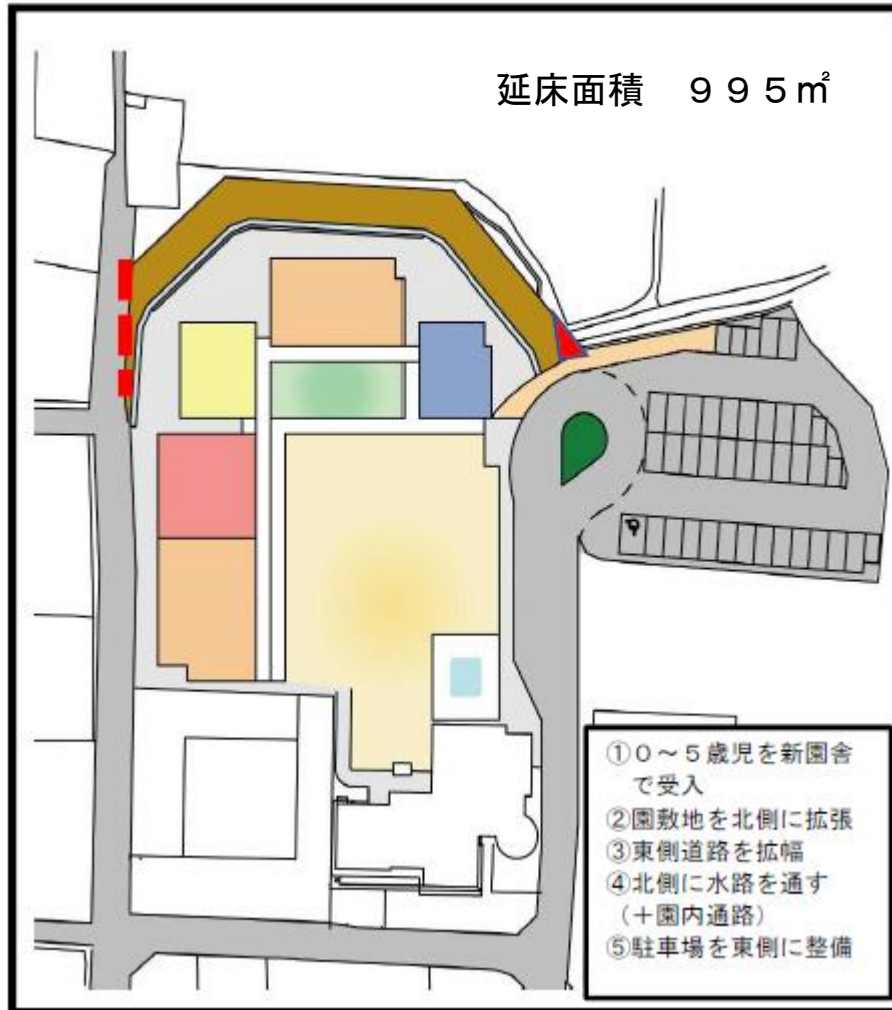 延床面積　９９５㎡
①０～５歳児を新園舎
で受入
②園敷地を北側に拡張
③東側道路を拡幅
④北側に水路を通す
（＋園内通路）
⑤駐車場を東側に整備